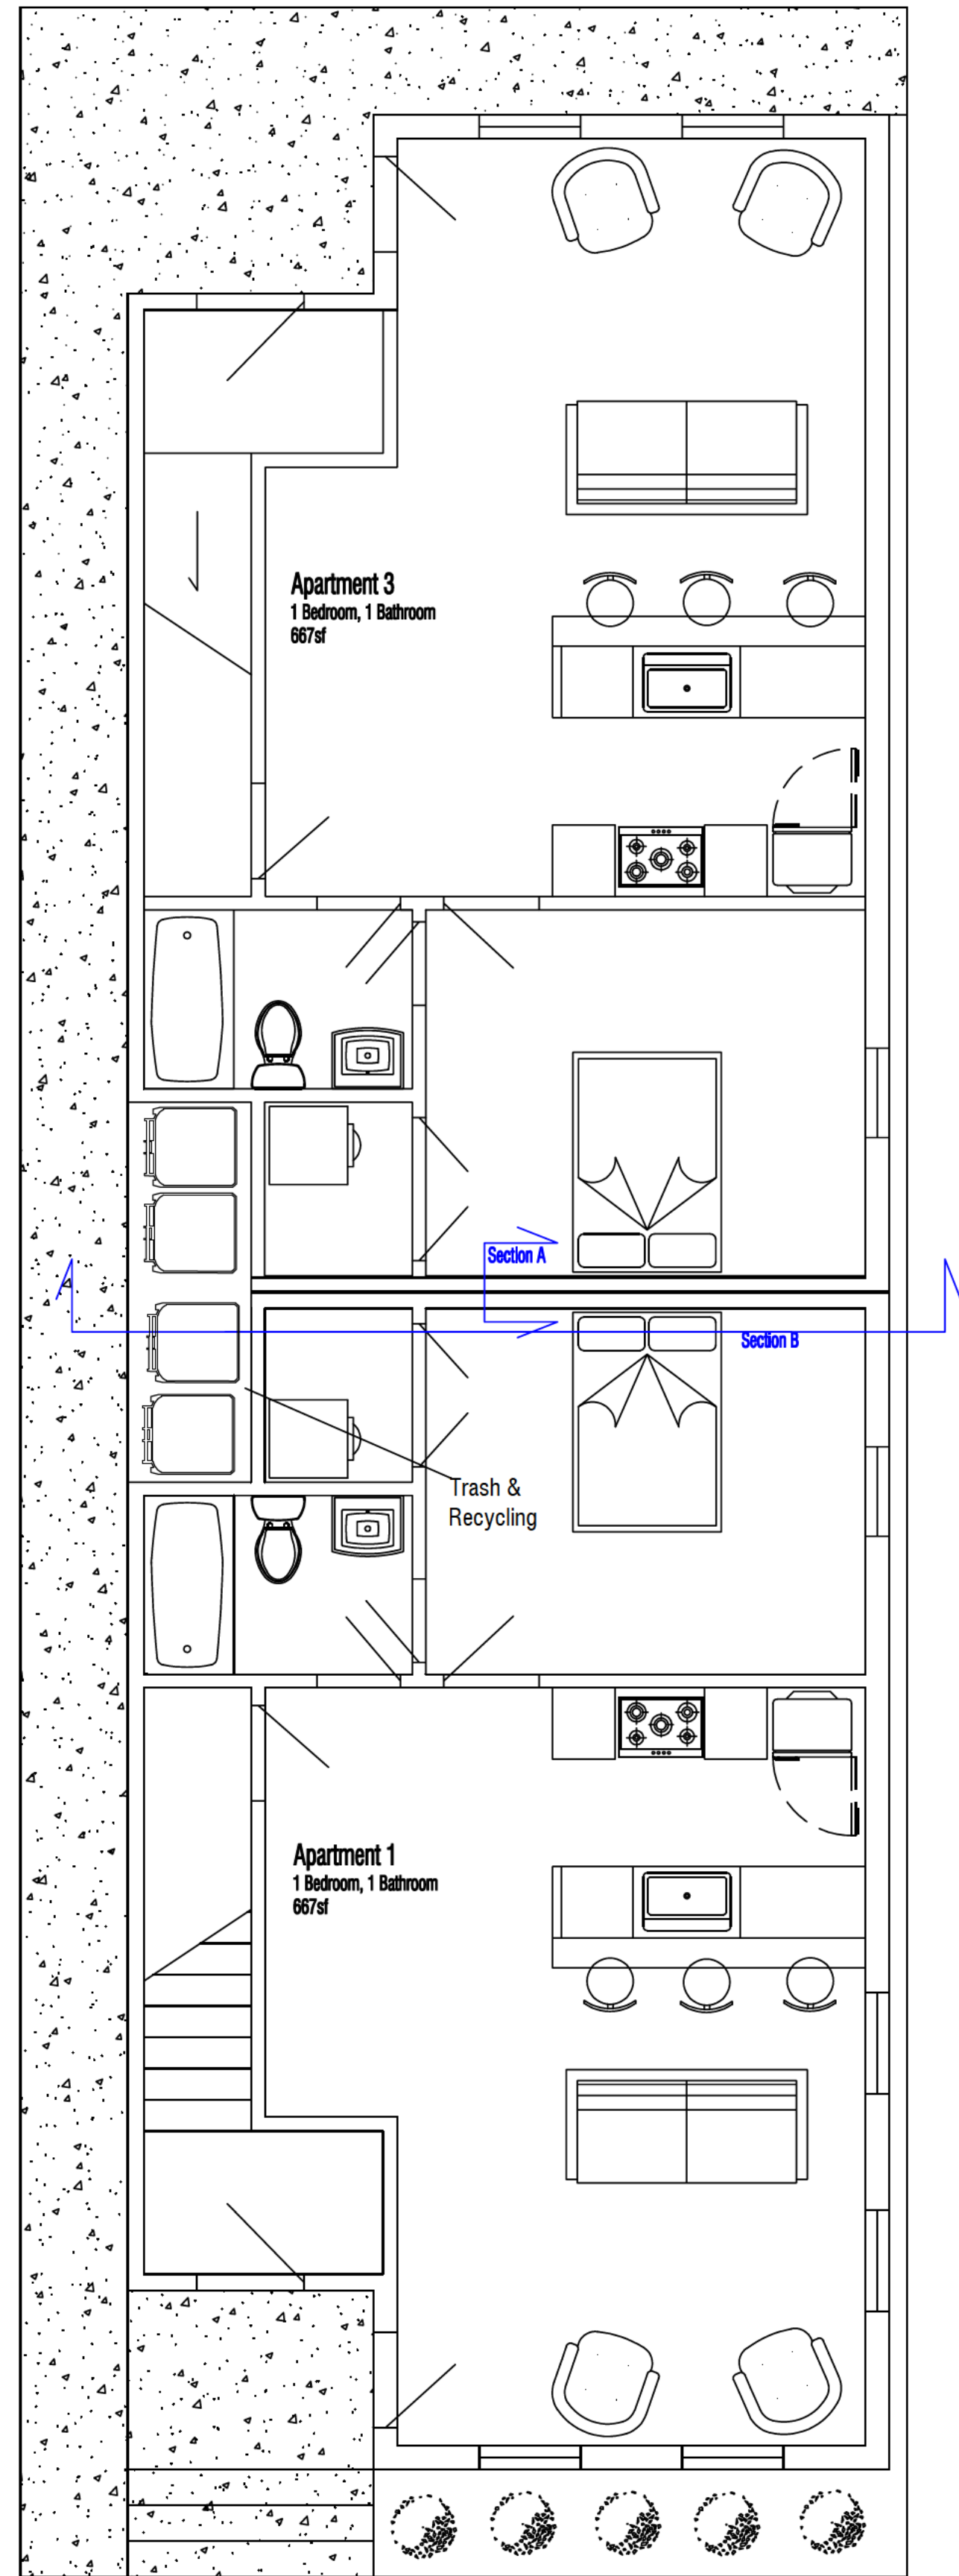 Apartment 3
1 Bedroom, 1 Bathroom
667sf
Section A
Section B
Trash &
Recycling
Apartment 1
1 Bedroom, 1 Bathroom
667sf